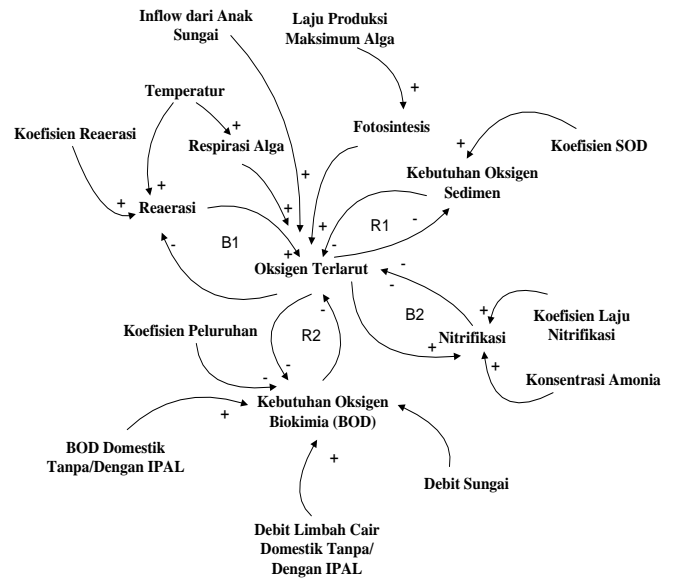 Inflow dari Anak
Sungai
Laju Produksi
Maksimum Alga
Temperatur
+
+
Fotosintesis
Koefisien Reaerasi
Respirasi Alga
+
Koefisien SOD
Kebutuhan Oksigen
Sedimen
+
+
+
Reaerasi
+
+
R1
-
B1
-
+
-
Oksigen Terlarut
-
-
+
Koefisien Peluruhan
R2
-
B2
+
Koefisien Laju
Nitrifikasi
Nitrifikasi
+
-
-
+
Konsentrasi Amonia
Kebutuhan Oksigen
Biokimia (BOD)
+
BOD Domestik
Tanpa/Dengan IPAL
+
Debit Sungai
Debit Limbah Cair
Domestik Tanpa/
Dengan IPAL